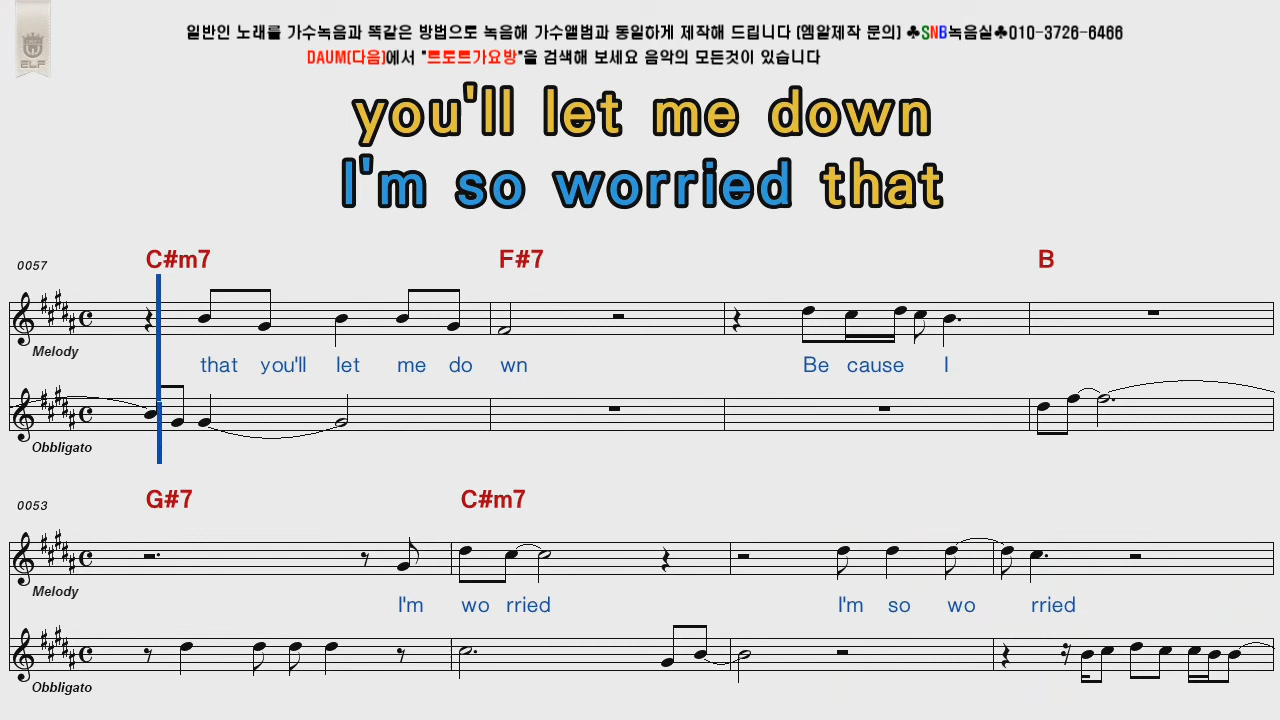 일반인 노래를 가수녹음과 똑같은 방법으로 녹음해 가수앨범과 동일하게 제작해 드립니다 (엠알제작 문의) ♣SNB녹음실♣010-3726-6466
DAUM(다음)에서 "트로트가요방"을 검색해 보세요 음악의 모든것이 있습니다
ELF
you'll let me down
I'm so worried that
0057 C#m7 F#7 B
Melody
that you'll let me do wn Be cause I
Obbligato
0053 G#7 C#m7
Melody
I'm wo rried I'm so wo rried
Obbligato